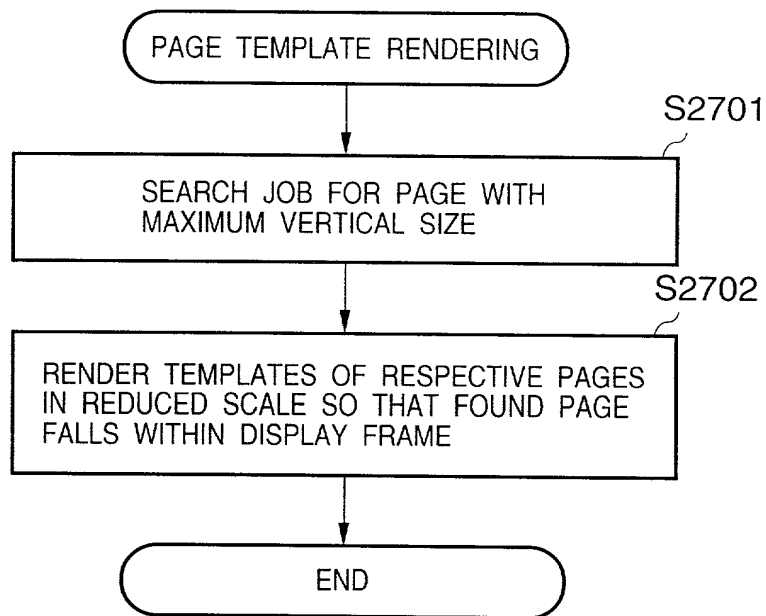 PAGE TEMPLATE RENDERING
S2701
SEARCH JOB FOR PAGE WITH
MAXIMUM VERTICAL SIZE
S2702
RENDER TEMPLATES OF RESPECTIVE PAGES
IN REDUCED SCALE SO THAT FOUND PAGE
FALLS WITHIN DISPLAY FRAME
END